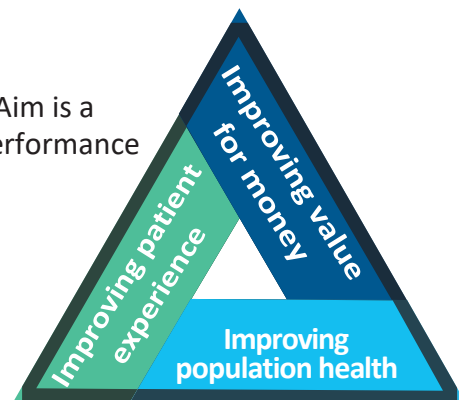 Aim is a
erformance
Improving value
for money
Improving patient
experience
Improving
population health